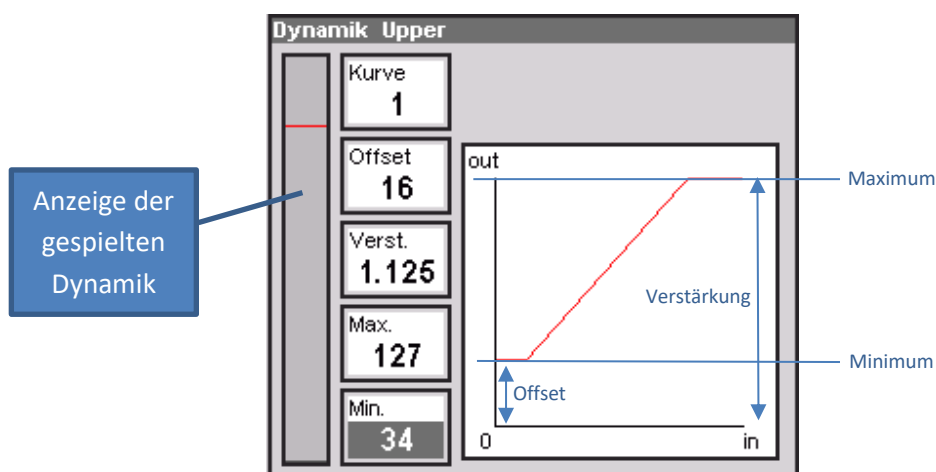 Dynamik Upper
Kurve
1
Offset
16
Verst.
1.125
Max.
127
Min.
34
Anzeige der
gespielten
Dynamik
out
Maximum
Verstärkung
Minimum
Offset
0
in